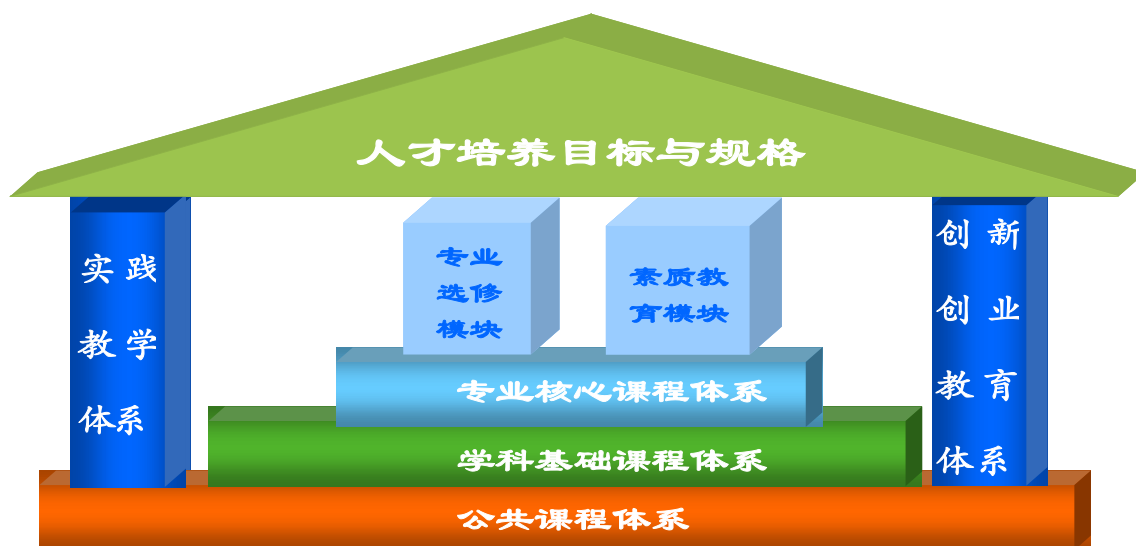 人才培养目标与规格
实践
教学
体系
专业
选修
模块
素质教
育模块
创新
创业
教育
体系
专业核心课程体系
学科基础课程体系
公共课程体系